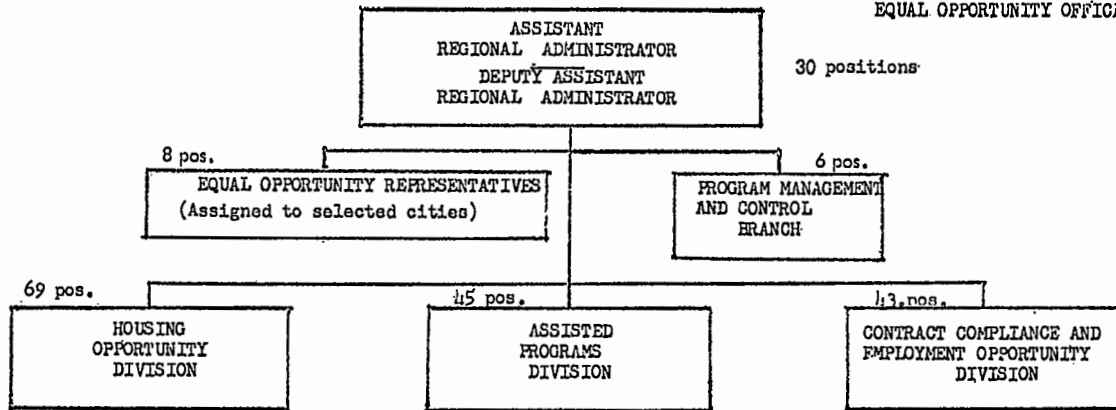 EQUAL OPPORTUNITY OFFICE
ASSISTANT
REGIONAL ADMINISTRATOR
DEPUTY ASSISTANT
REGIONAL ADMINISTRATOR
30 positions
8 pos.
EQUAL OPPORTUNITY REPRESENTATIVES
(Assigned to selected cities)
6 pos.
PROGRAM MANAGEMENT
AND CONTROL
BRANCH
69 pos.
HOUSING
OPPORTUNITY
DIVISION
45 pos.
ASSISTED
PROGRAMS
DIVISION
43.pos.
CONTRACT COMPLIANCE AND
EMPLOYMENT OPPORTUNITY
DIVISION